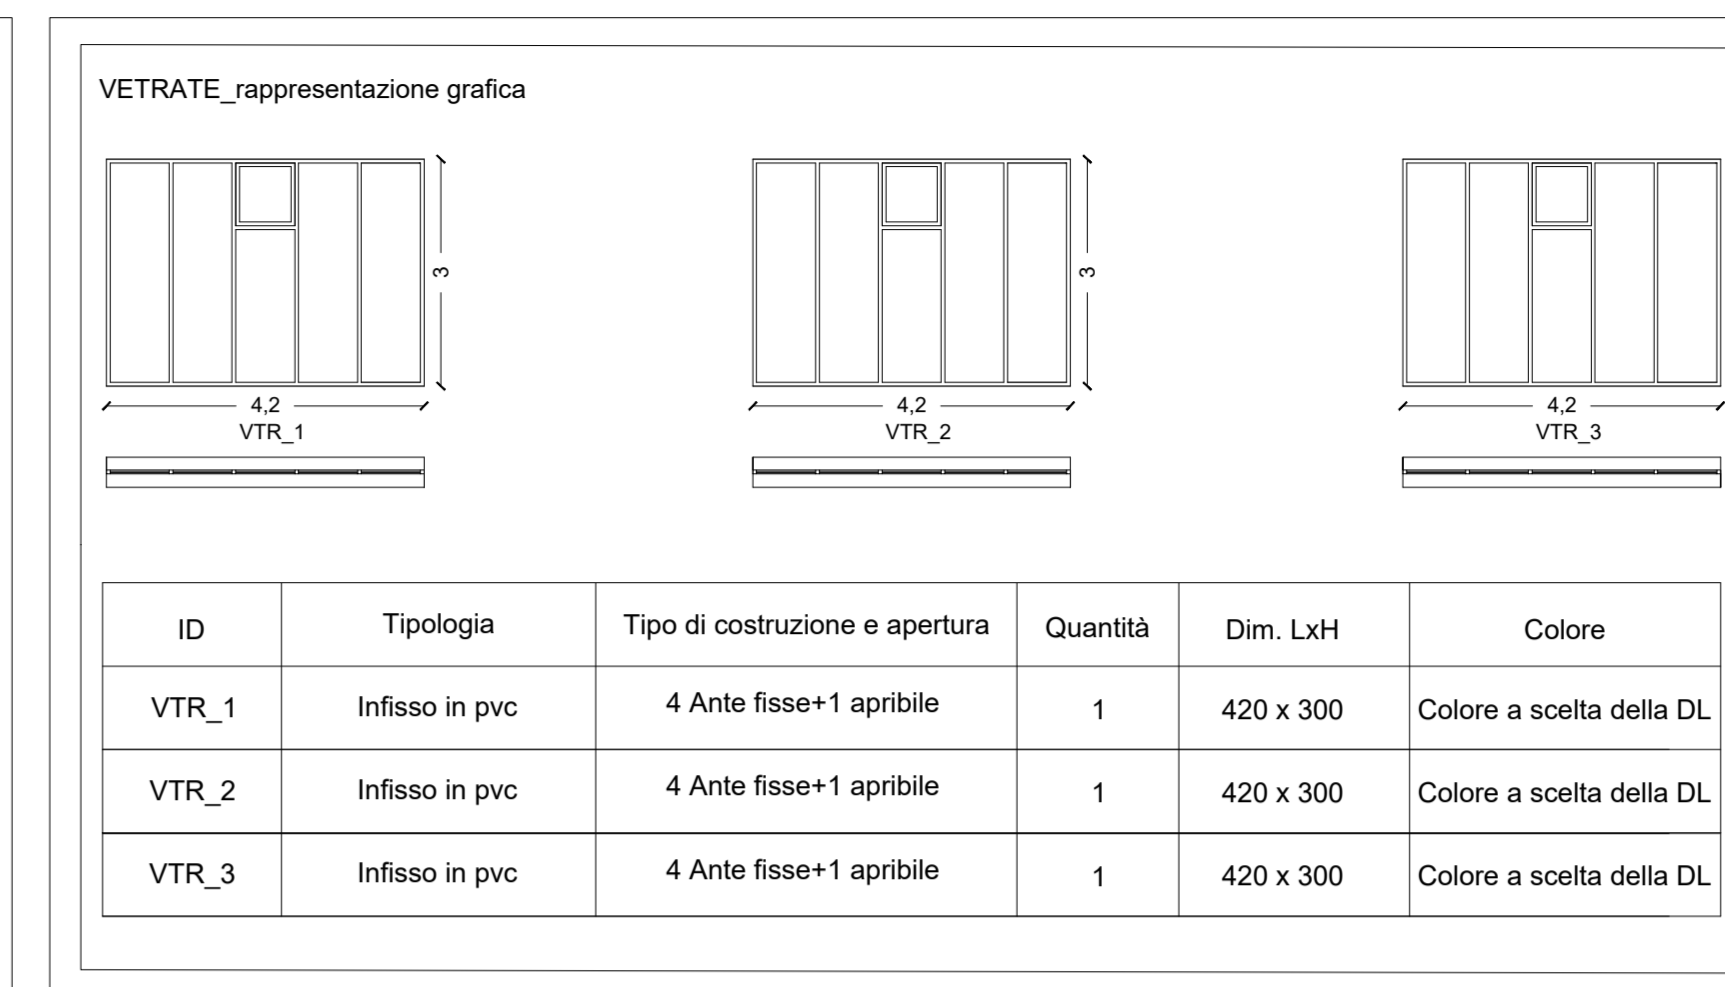 VETRATE_rappresentazione grafica
3
3
4,2
4,2
4,2
VTR_1
VTR_2
VTR_3
ID Tipologia Tipo di costruzione e apertura Quantità Dim. LxH Colore
VTR_1 Infisso in pvc 4 Ante fisse+1 apribile 1 420 x 300 Colore a scelta della DL
VTR_2 Infisso in pvc 4 Ante fisse+1 apribile 1 420 x 300 Colore a scelta della DL
VTR_3 Infisso in pvc 4 Ante fisse+1 apribile 1 420 x 300 Colore a scelta della DL